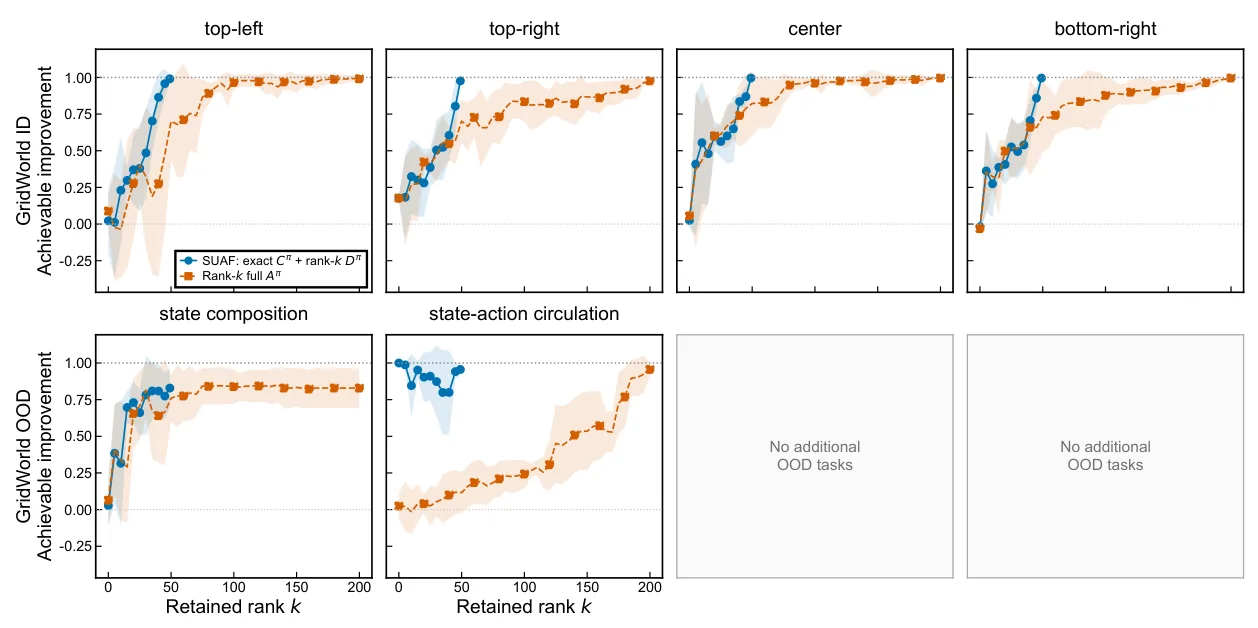 top-left
top-right
center
bottom-right
GridWorld ID
Achievable improvement
1.00
0.75
0.50
0.25
0.00
-0.25
SUAF: exact Cπ + rank-k Dπ
Rank-k full Aπ
state composition
state-action circulation
GridWorld OOD
Achievable improvement
1.00
0.75
0.50
0.25
0.00
-0.25
No additional
OOD tasks
No additional
OOD tasks
0 50 100 150 200
0 50 100 150 200
Retained rank k
Retained rank k